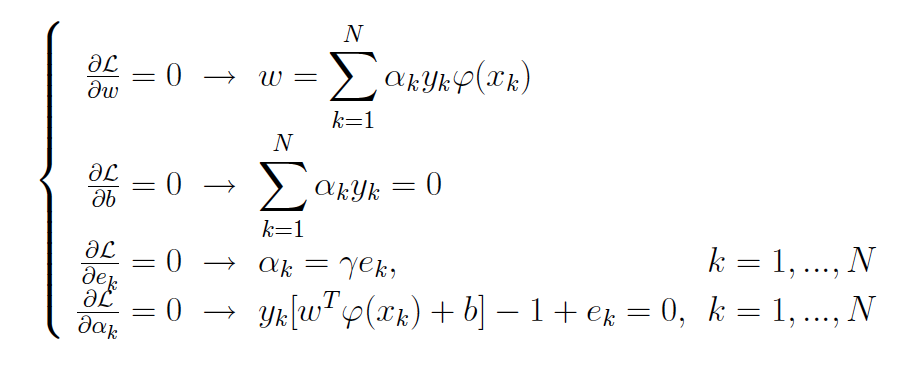 ∂ℒ/∂w = 0 → w = ∑_{k=1}^{N} α_k y_k φ(x_k)
∂ℒ/∂b = 0 → ∑_{k=1}^{N} α_k y_k = 0
∂ℒ/∂e_k = 0 → α_k = γe_k, k = 1, ..., N
∂ℒ/∂α_k = 0 → y_k[w^T φ(x_k) + b] − 1 + e_k = 0, k = 1, ..., N